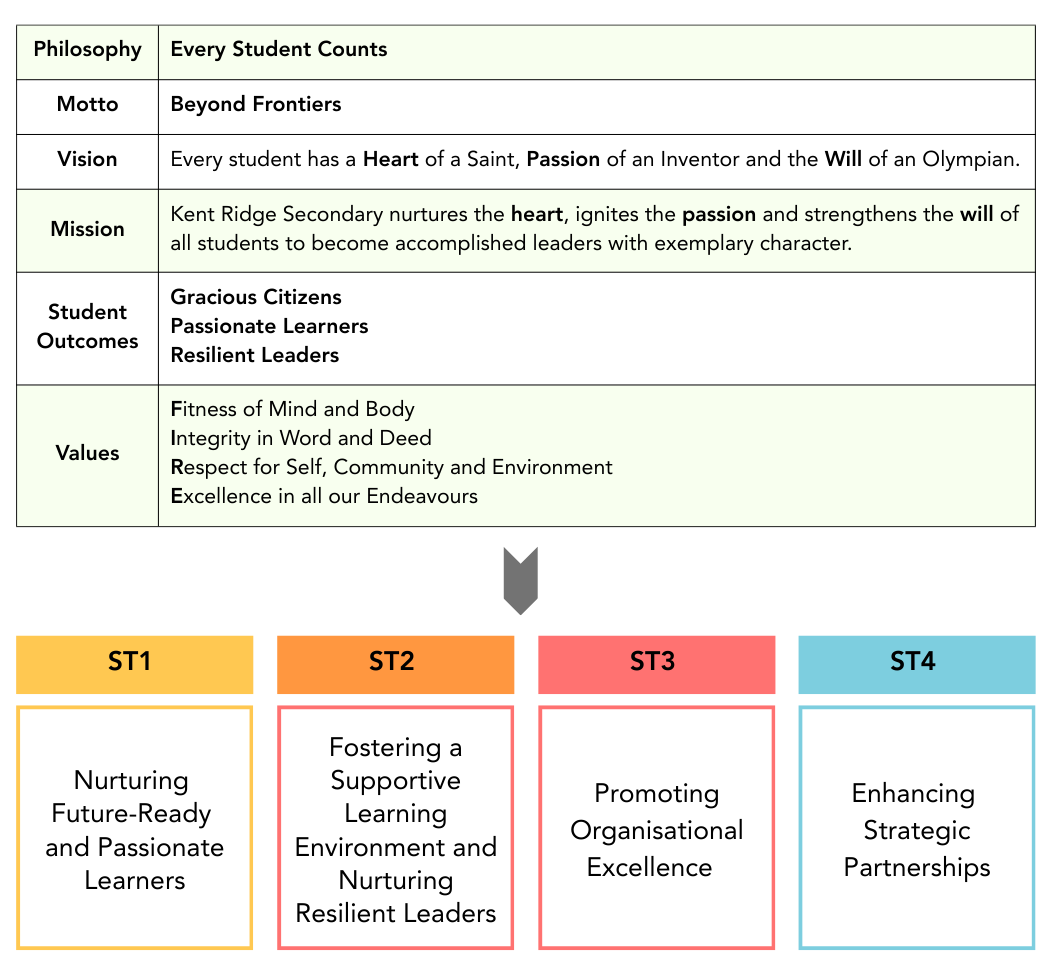 Philosophy
Every Student Counts
Motto
Beyond Frontiers
Vision
Every student has a Heart of a Saint, Passion of an Inventor and the Will of an Olympian.
Mission
Kent Ridge Secondary nurtures the heart, ignites the passion and strengthens the will of
all students to become accomplished leaders with exemplary character.
Student
Outcomes
Gracious Citizens
Passionate Learners
Resilient Leaders
Values
Fitness of Mind and Body
Integrity in Word and Deed
Respect for Self, Community and Environment
Excellence in all our Endeavours
ST1
Nurturing
Future-Ready
and Passionate
Learners
ST2
Fostering a
Supportive
Learning
Environment and
Nurturing
Resilient Leaders
ST3
Promoting
Organisational
Excellence
ST4
Enhancing
Strategic
Partnerships